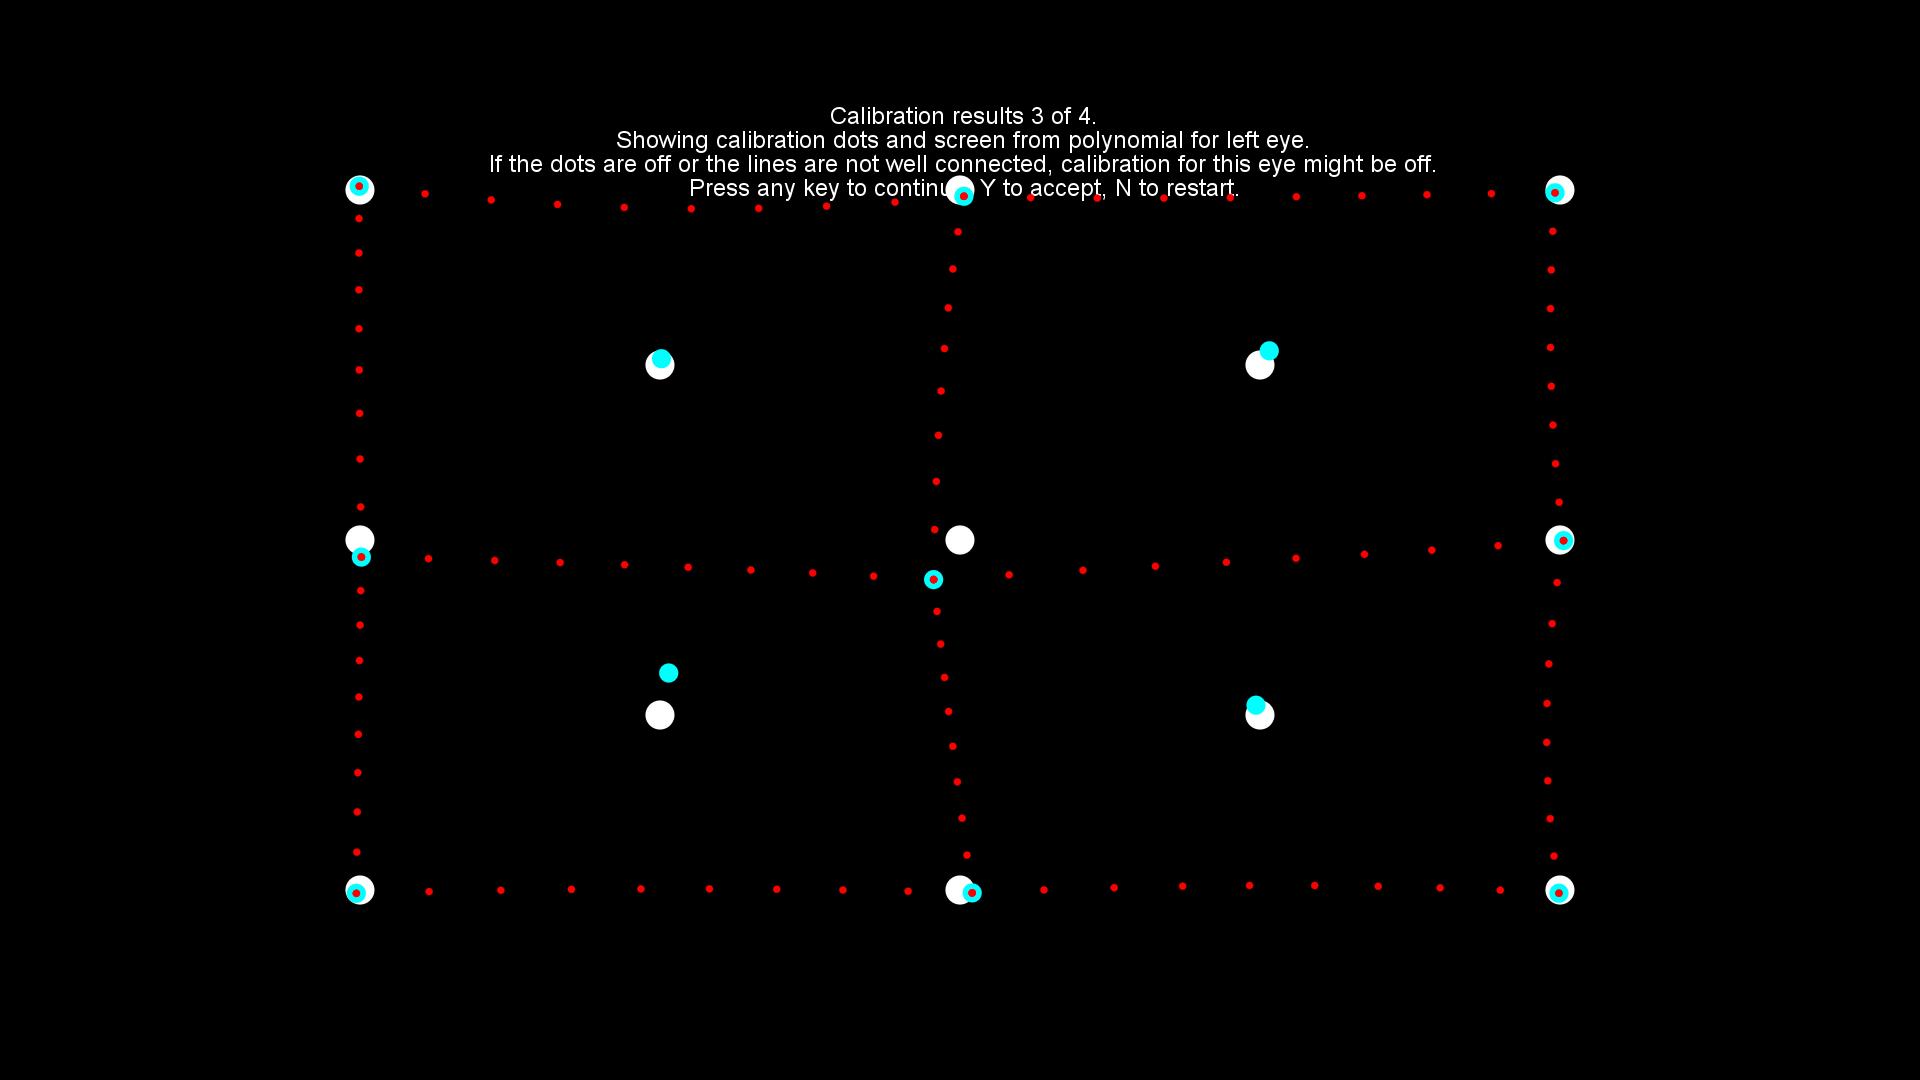 Calibration results 3 of 4.
Showing calibration dots and screen from polynomial for left eye.
If the dots are off or the lines are not well connected, calibration for this eye might be off.
Press any key to continu Y to accept, N to restart.